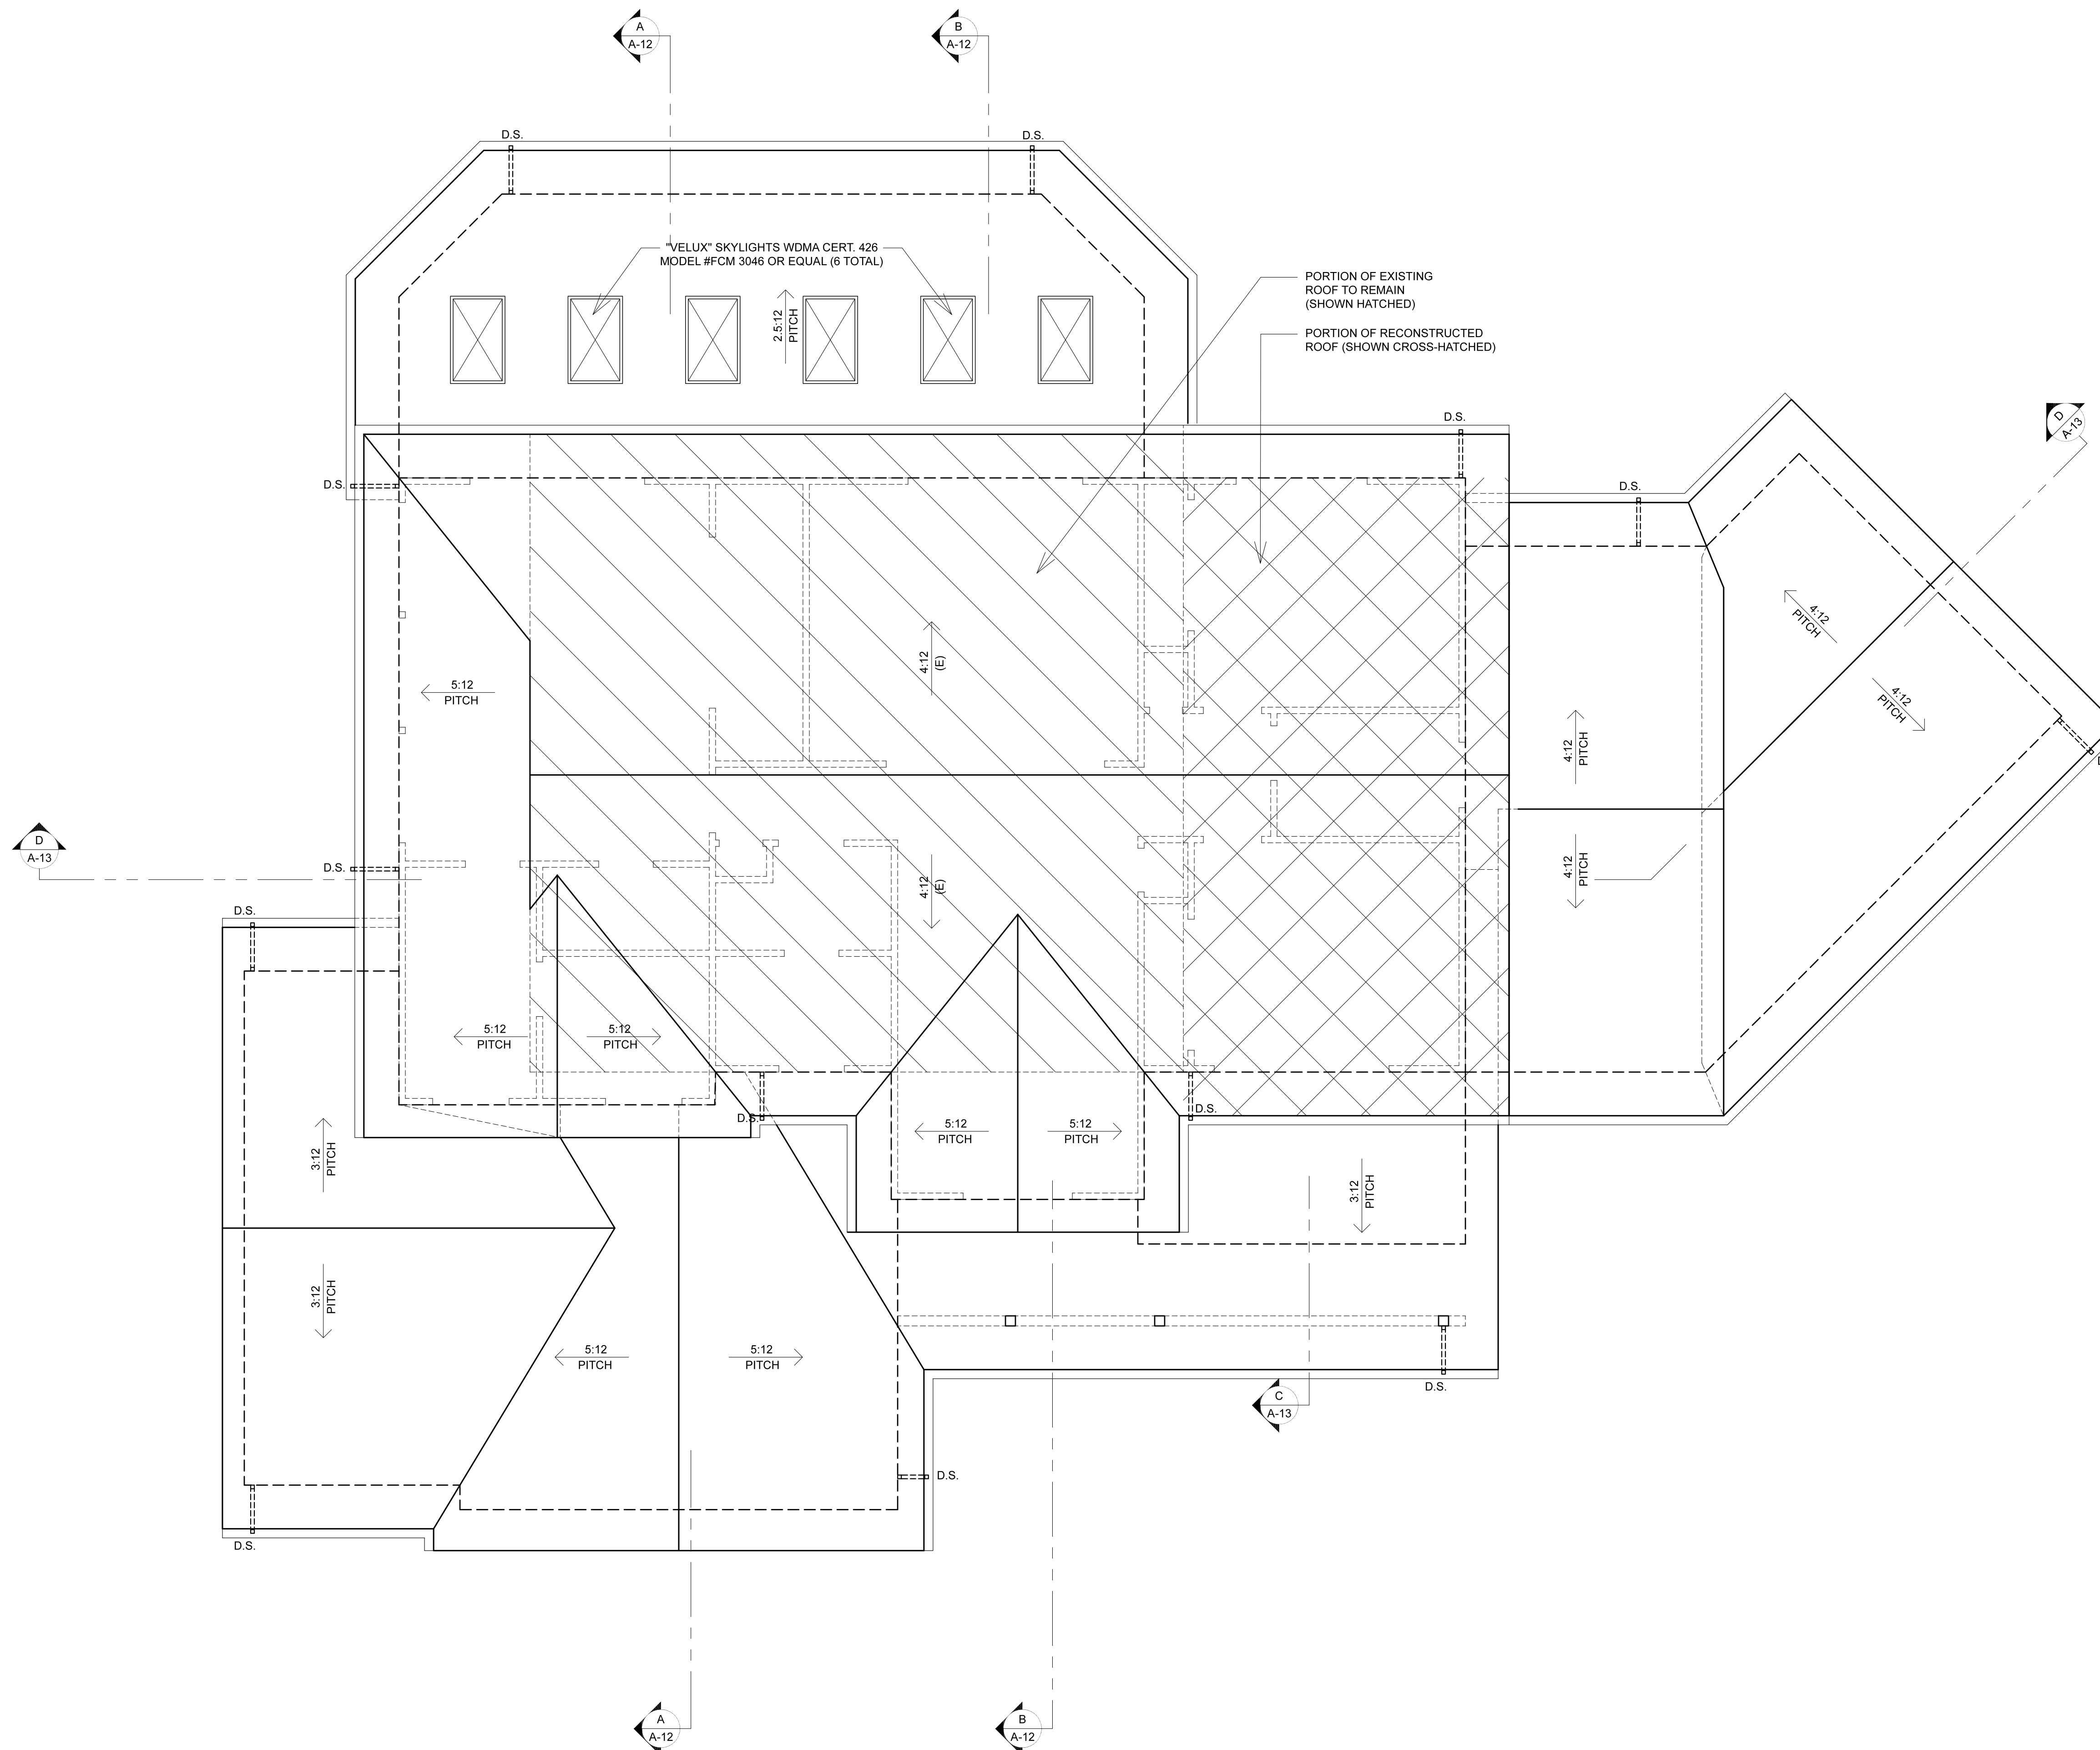 A
A-12
B
A-12
D.S.
D.S.
"VELUX" SKYLIGHTS WDMA CERT. 426
MODEL #FCM 3046 OR EQUAL (6 TOTAL)
2.5:12
PITCH
PORTION OF EXISTING
ROOF TO REMAIN
(SHOWN HATCHED)
PORTION OF RECONSTRUCTED
ROOF (SHOWN CROSS-HATCHED)
D.S.
D
A-13
D.S.
D.S.
4:12
PITCH
4:12
(E)
5:12
PITCH
4:12
PITCH
4:12
PITCH
D
A-13
D.S.
4:12
(E)
4:12
PITCH
D.S.
5:12
PITCH
5:12
PITCH
D.S.
D.S.
5:12
PITCH
5:12
PITCH
3:12
PITCH
3:12
PITCH
3:12
PITCH
5:12
PITCH
5:12
PITCH
D.S.
C
A-13
D.S.
D.S.
A
A-12
B
A-12